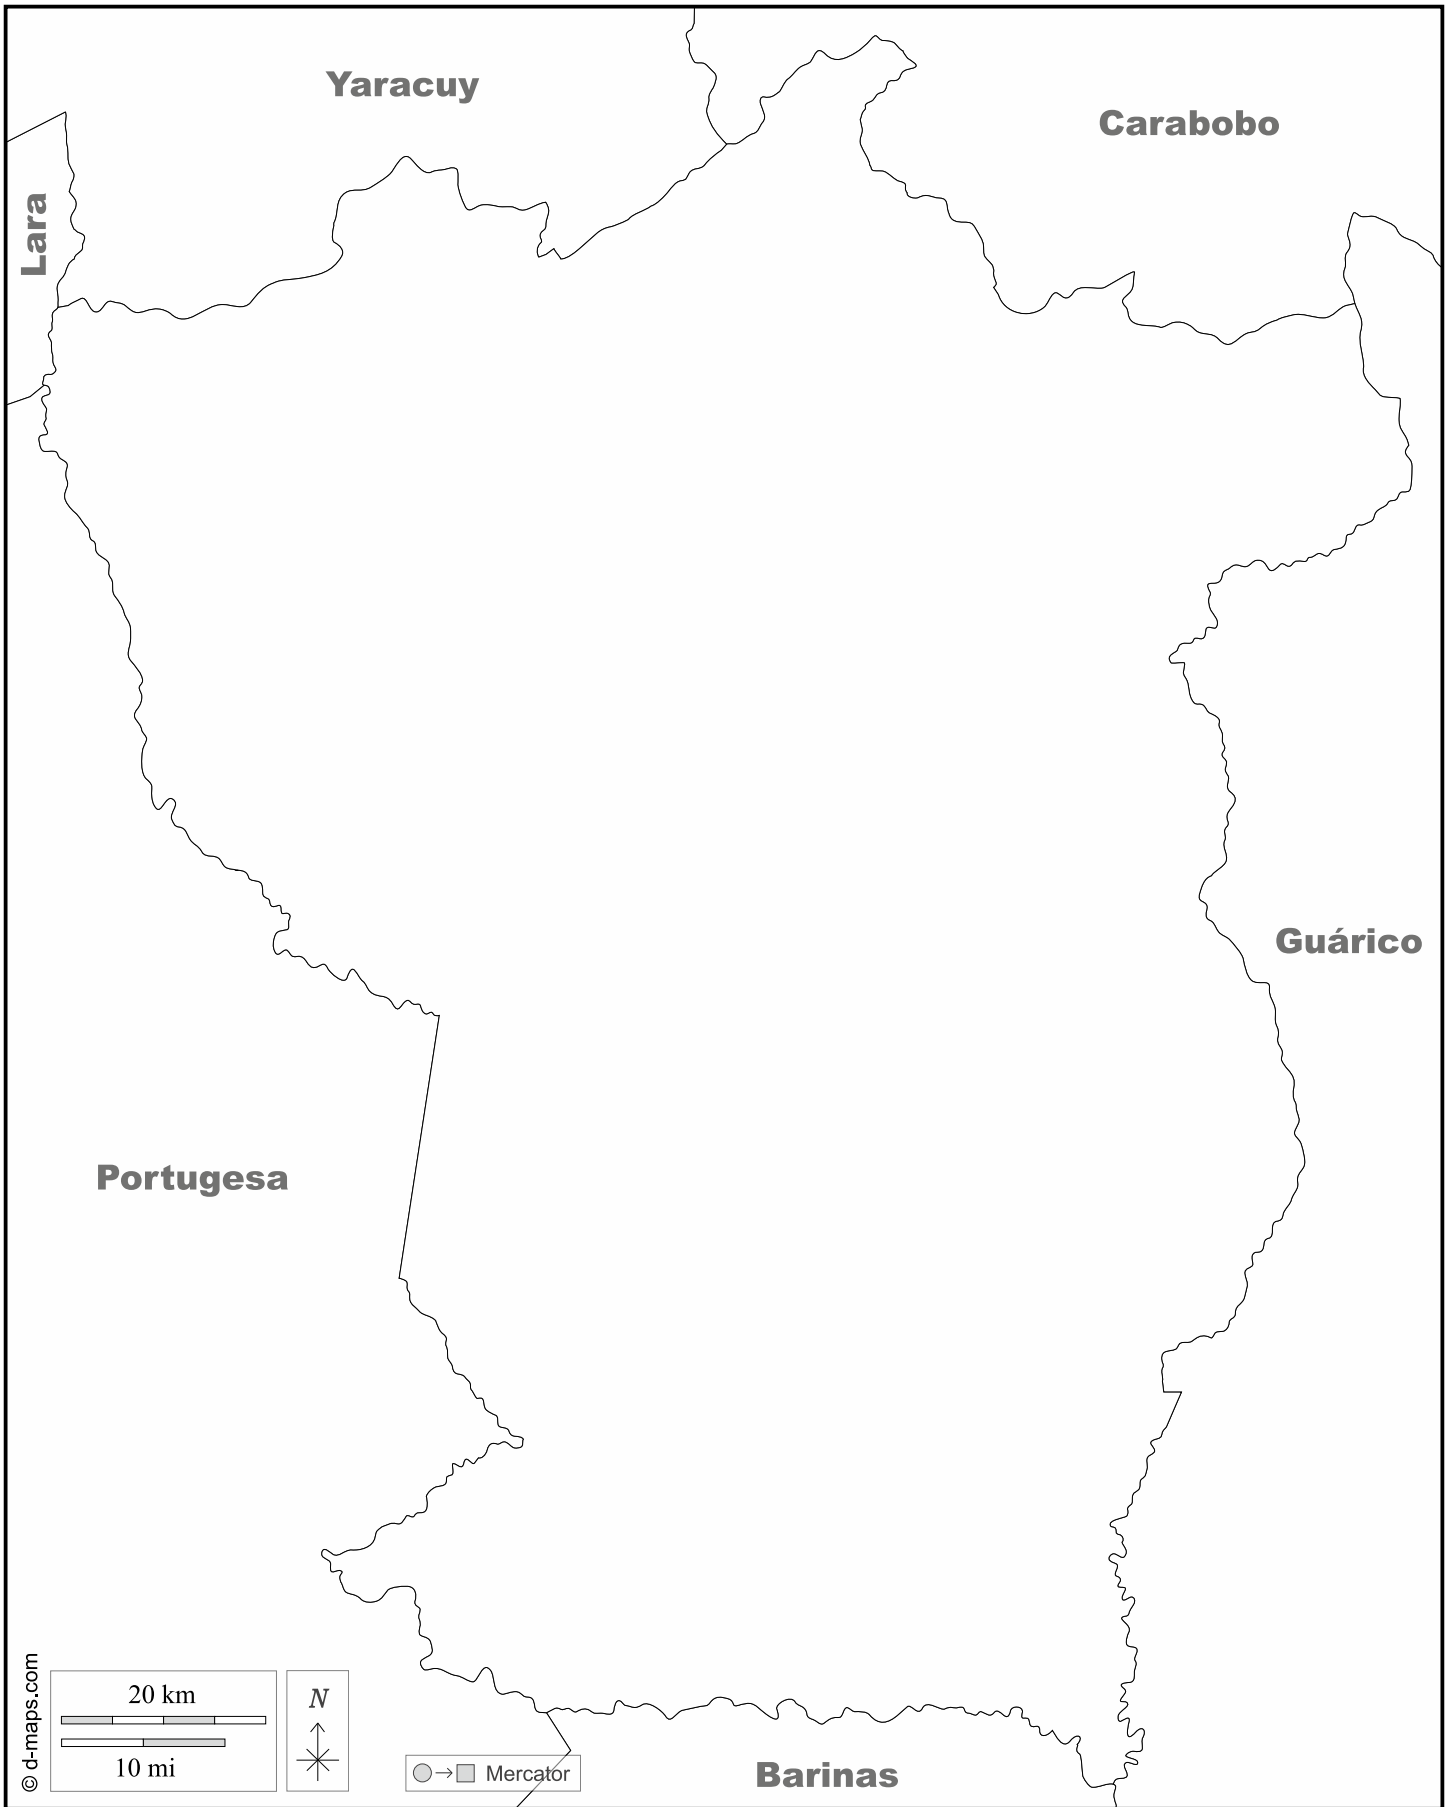 Yaracuy
Carabobo
Lara
Guárico
Portugesa
Barinas
20 km
10 mi
N
Mercator
© d-maps.com